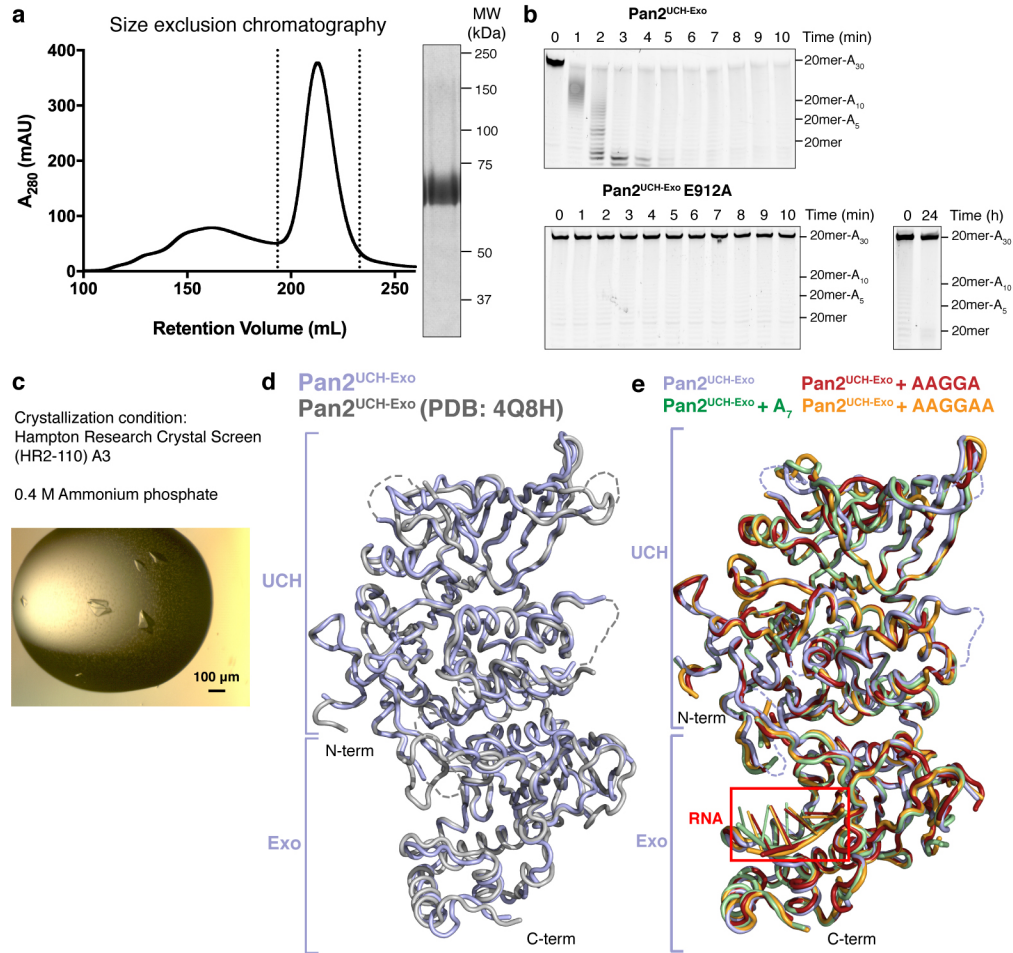 a
Size exclusion chromatography
MW
(kDa)
A280 (mAU)
400
300
200
100
0
100
150
200
250
Retention Volume (mL)
250
150
100
75
50
37
b
Pan2UCH-Exo
0 1 2 3 4 5 6 7 8 9 10 Time (min)
20mer-A30
20mer-A10
20mer-A5
20mer
Pan2UCH-Exo E912A
0 1 2 3 4 5 6 7 8 9 10 Time (min)
20mer-A30
20mer-A10
20mer-A5
20mer
0 24 Time (h)
20mer-A30
20mer-A10
20mer-A5
20mer
c
Crystallization condition:
Hampton Research Crystal Screen
(HR2-110) A3
0.4 M Ammonium phosphate
100 µm
d
Pan2UCH-Exo
Pan2UCH-Exo (PDB: 4Q8H)
UCH
N-term
Exo
C-term
e
Pan2UCH-Exo Pan2UCH-Exo + AAGGA
Pan2UCH-Exo + A7 Pan2UCH-Exo + AAGGAA
UCH
N-term
RNA
Exo
C-term